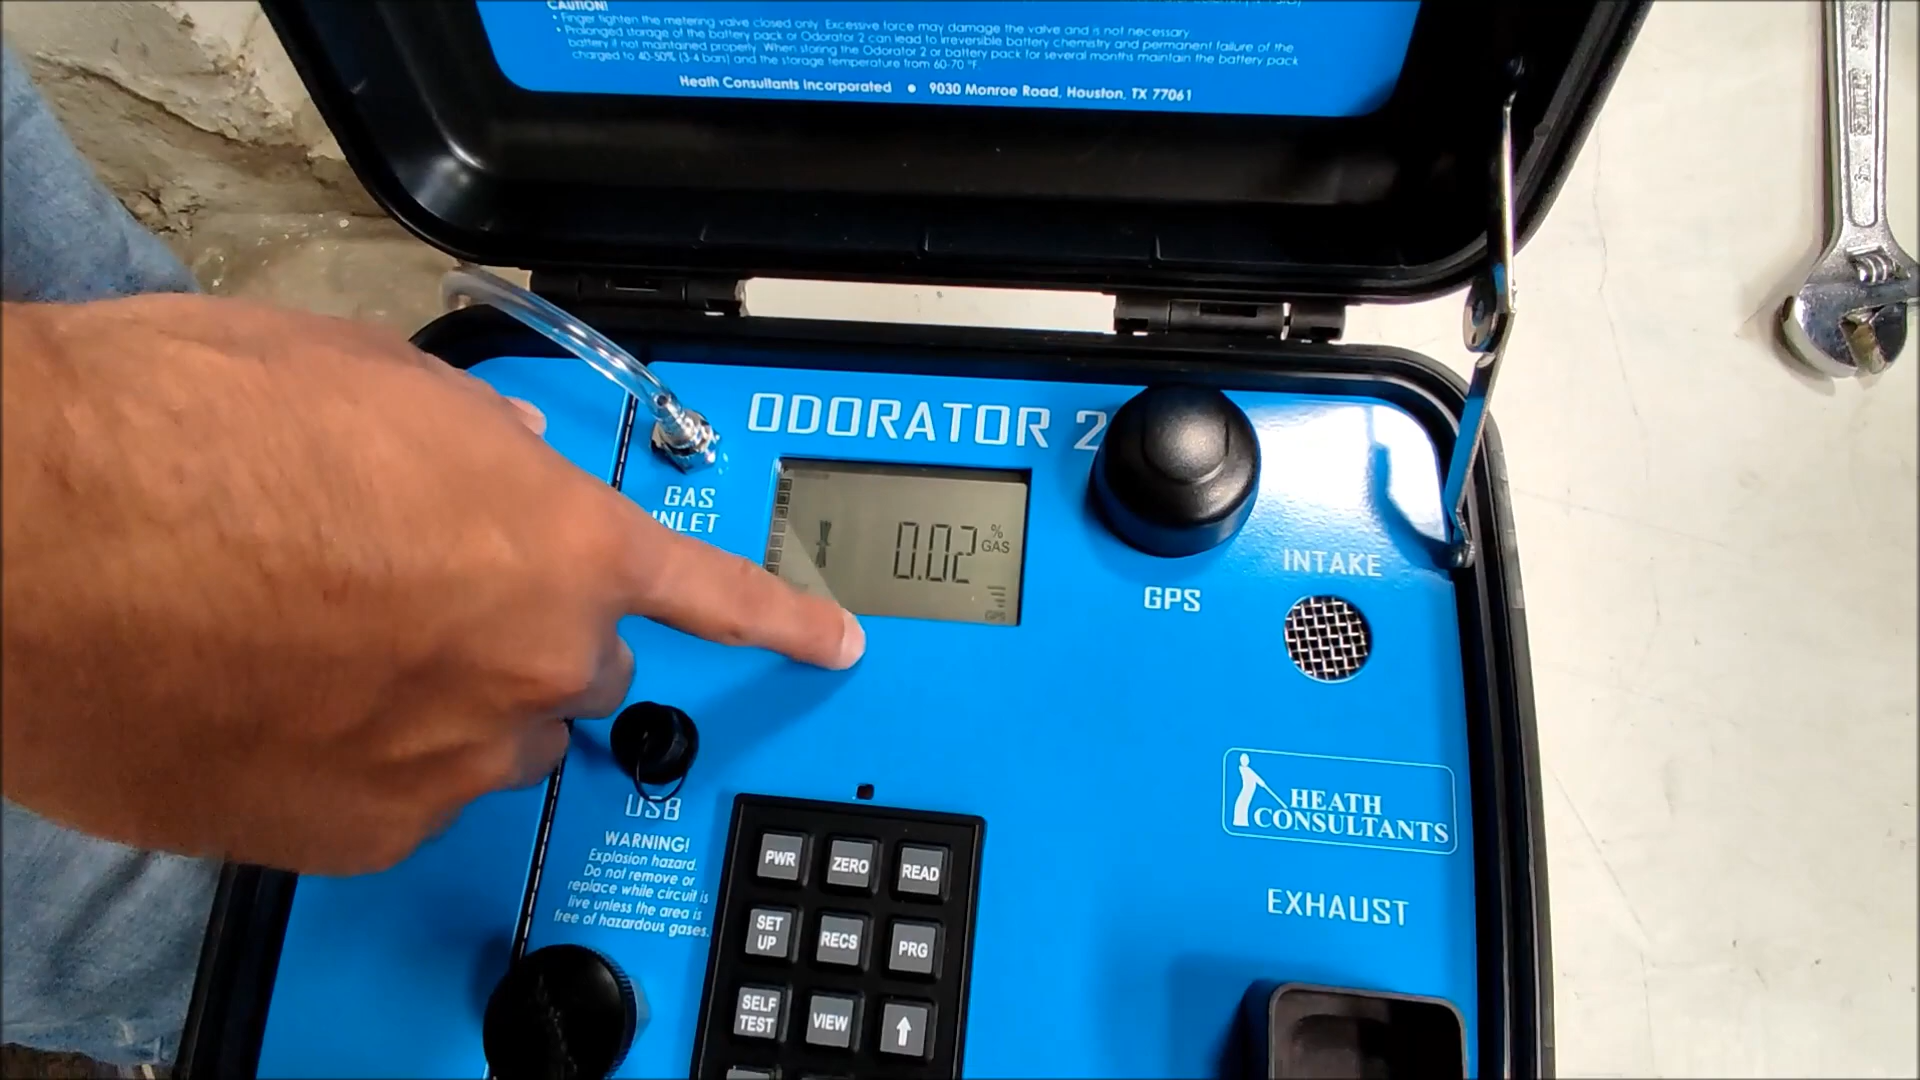 CAUTION!
• Finger tighten the metering valve closed only. Excessive force may damage the valve and is not necessary.
• Prolonged storage of the battery pack or Odorator 2 can lead to irreversible battery chemistry and permanent failure of the
battery if not maintained properly. When storing the Odorator 2 or battery pack for several months maintain the battery pack
charged to 40-50% (3-4 bars) and the storage temperature from 60-70 °F.
Heath Consultants Incorporated • 9030 Monroe Road, Houston, TX 77061
ODORATOR 2
GAS
INLET
0.02 % GAS
GPS
GPS
INTAKE
USB
WARNING!
Explosion hazard.
Do not remove or
replace while circuit is
live unless the area is
free of hazardous gases.
HEATH
CONSULTANTS
EXHAUST
PWR ZERO READ
SET UP RECS PRG
SELF TEST VIEW